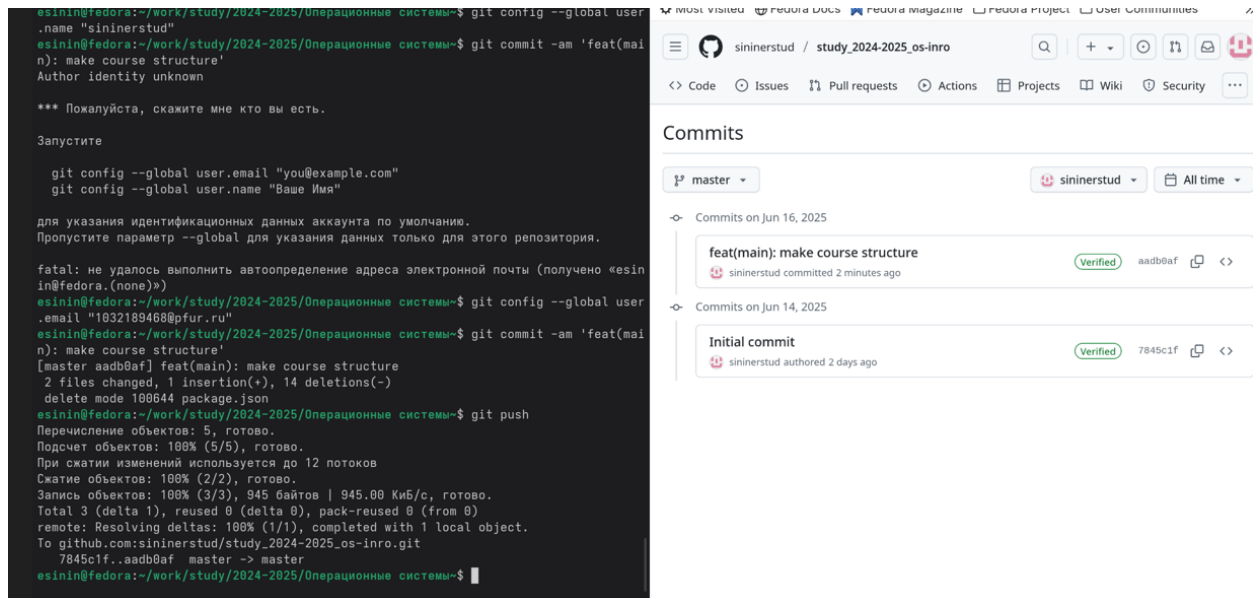 esinin@fedora:~/work/study/2024-2025/Операционные системы~$ git config --global user
.name "sininerstud"
esinin@fedora:~/work/study/2024-2025/Операционные системы~$ git commit -am 'feat(mai
n): make course structure'
Author identity unknown
*** Пожалуйста, скажите мне кто вы есть.
Запустите
git config --global user.email "you@example.com"
git config --global user.name "Ваше Имя"
для указания идентификационных данных аккаунта по умолчанию.
Пропустите параметр --global для указания данных только для этого репозитория.
fatal: не удалось выполнить автоопределение адреса электронной почты (получено «esin
in@fedora.(none)»)
esinin@fedora:~/work/study/2024-2025/Операционные системы~$ git config --global user
.email "1032189468@pfur.ru"
esinin@fedora:~/work/study/2024-2025/Операционные системы~$ git commit -am 'feat(mai
n): make course structure'
[master aadb0af] feat(main): make course structure
2 files changed, 1 insertion(+), 14 deletions(-)
delete mode 100644 package.json
esinin@fedora:~/work/study/2024-2025/Операционные системы~$ git push
Перечисление объектов: 5, готово.
Подсчет объектов: 100% (5/5), готово.
При сжатии изменений используется до 12 потоков
Сжатие объектов: 100% (2/2), готово.
Запись объектов: 100% (3/3), 945 байтов | 945.00 КиБ/с, готово.
Total 3 (delta 1), reused 0 (delta 0), pack-reused 0 (from 0)
remote: Resolving deltas: 100% (1/1), completed with 1 local object.
To github.com:sininerstud/study_2024-2025_os-inro.git
7845c1f..aadb0af master -> master
esinin@fedora:~/work/study/2024-2025/Операционные системы~$
Most Visited Fedora Docs Fedora Magazine Fedora Project User Communities
sininerstud / study_2024-2025_os-inro
Code Issues Pull requests Actions Projects Wiki Security
Commits
master sininerstud All time
Commits on Jun 16, 2025
feat(main): make course structure
sininerstud committed 2 minutes ago
Verified aadb0af
Commits on Jun 14, 2025
Initial commit
sininerstud authored 2 days ago
Verified 7845c1f